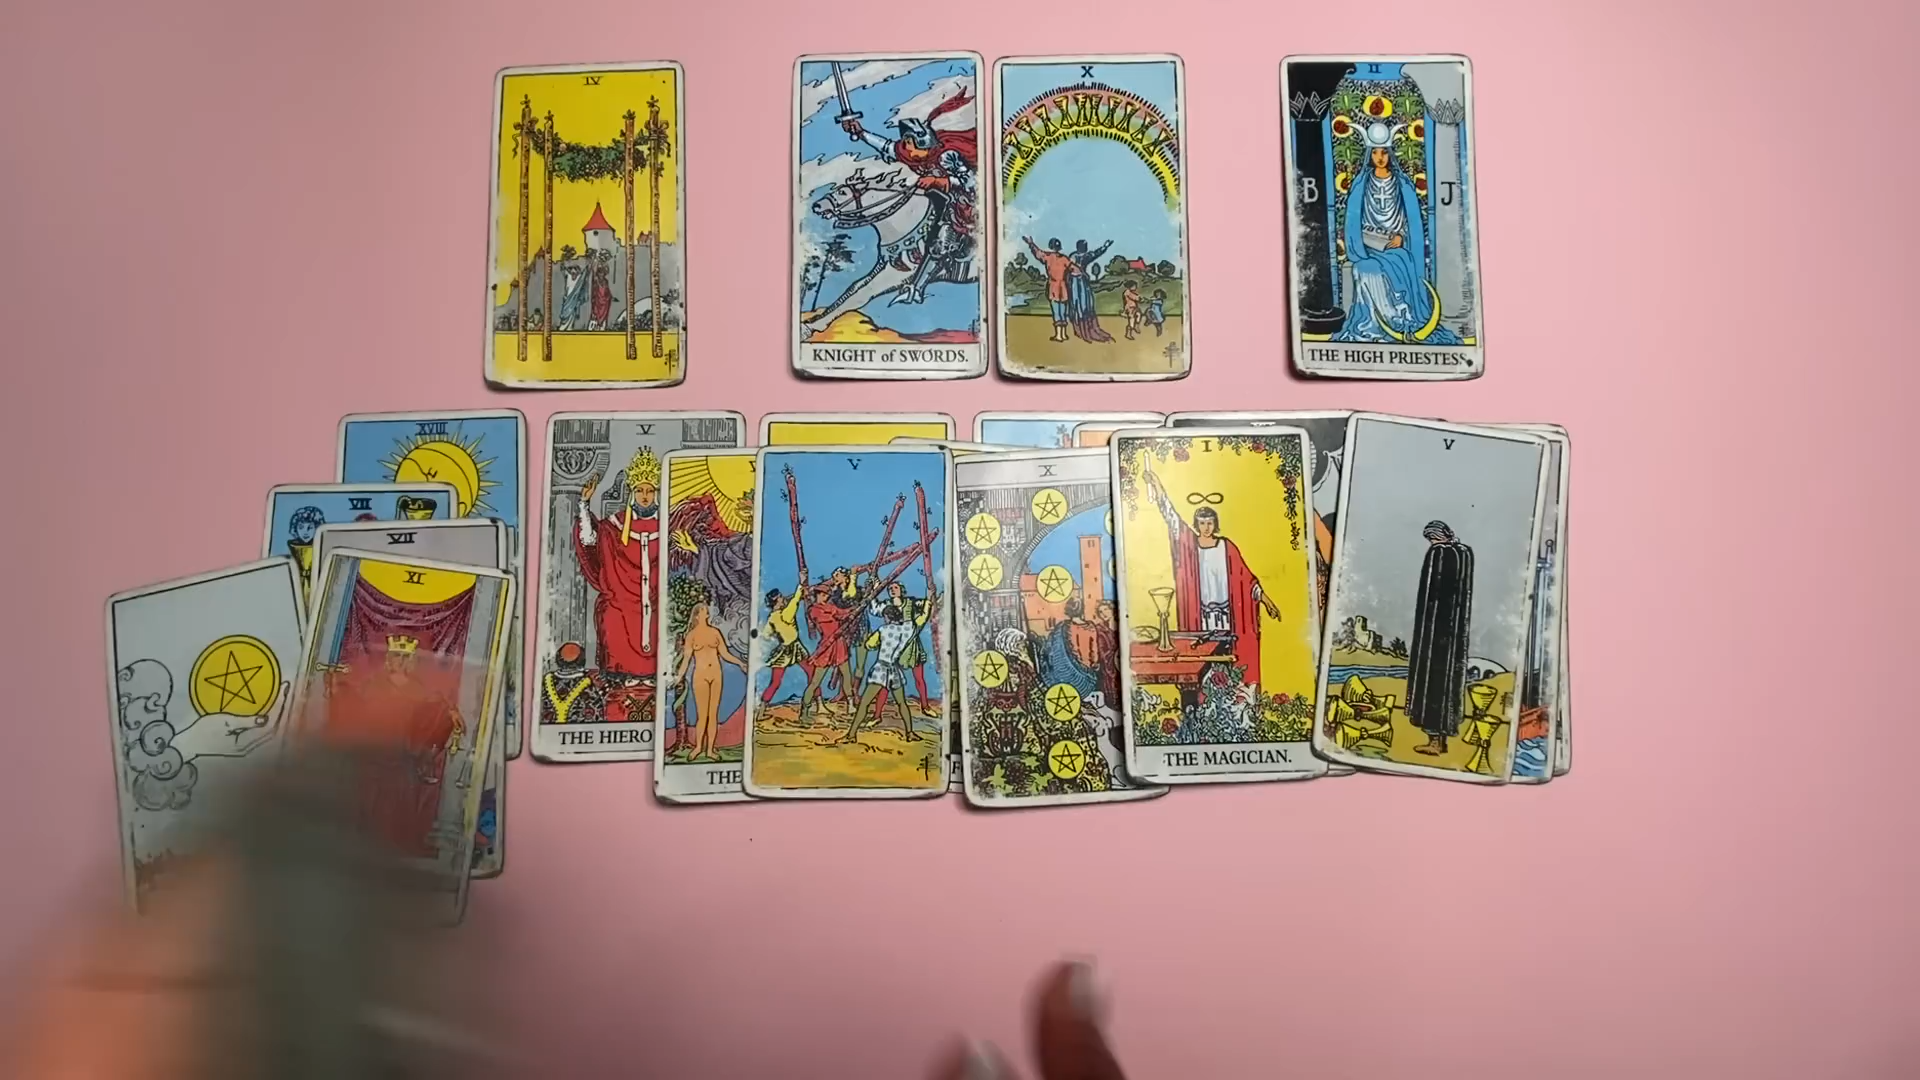 IV
KNIGHT of SWORDS.
X
II
B
J
THE HIGH PRIESTESS.
XVIII
VII
VII
XI
V
THE HIERO
THE
V
X
I
THE MAGICIAN.
V